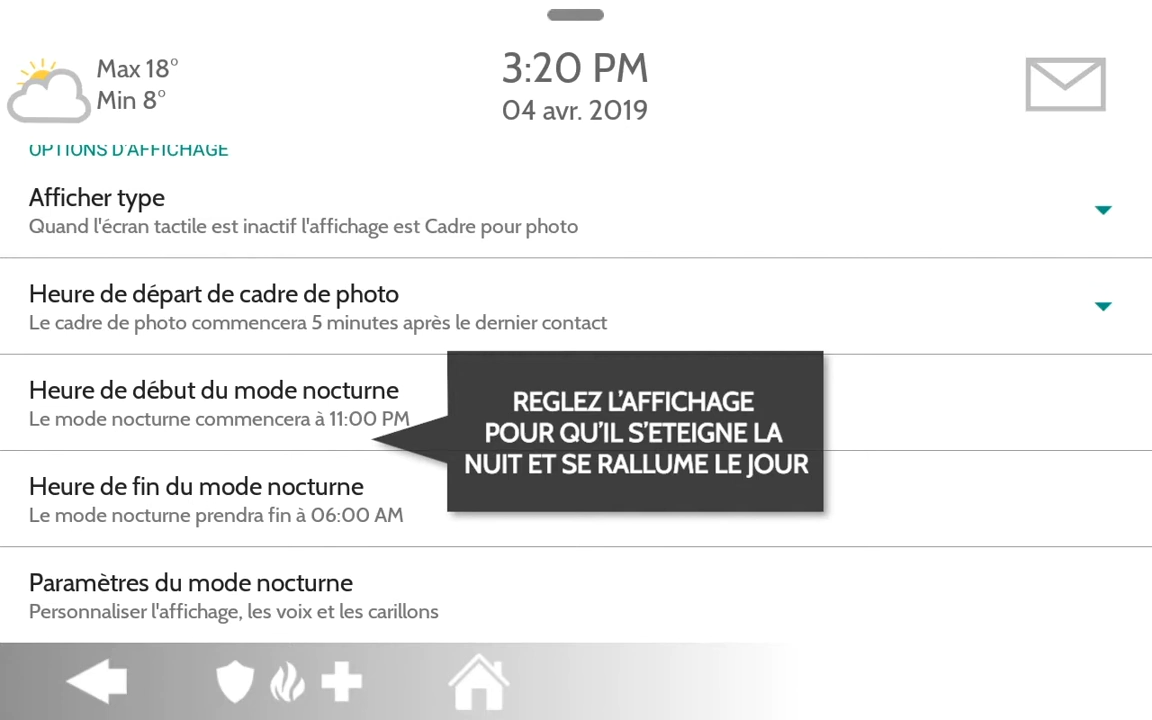 Max 18°
Min 8°
3:20 PM
04 avr. 2019
OPTIONS D'AFFICHAGE
Afficher type
Quand l'écran tactile est inactif l'affichage est Cadre pour photo
Heure de départ de cadre de photo
Le cadre de photo commencera 5 minutes après le dernier contact
Heure de début du mode nocturne
Le mode nocturne commencera à 11:00 PM
REGLEZ L'AFFICHAGE
POUR QU'IL S'ETEIGNE LA
NUIT ET SE RALLUME LE JOUR
Heure de fin du mode nocturne
Le mode nocturne prendra fin à 06:00 AM
Paramètres du mode nocturne
Personnaliser l'affichage, les voix et les carillons